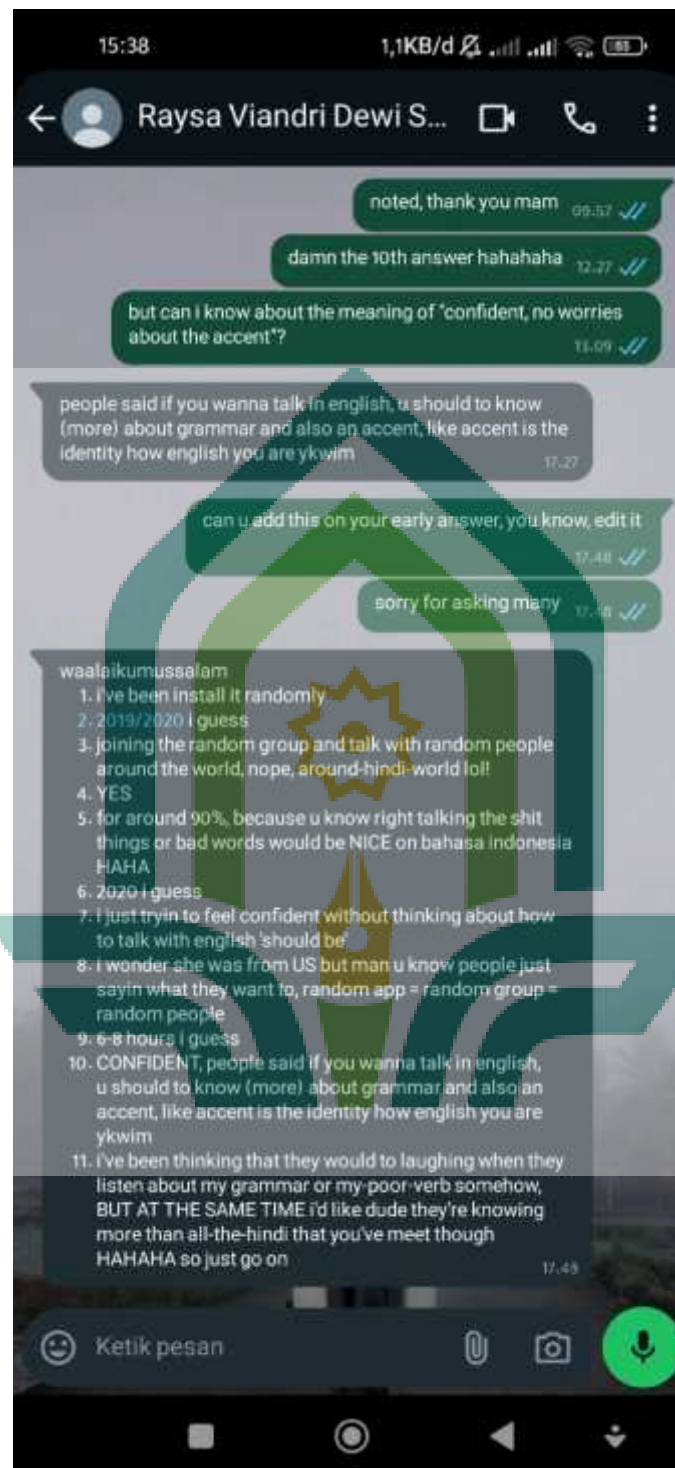 15:38
1,1KB/d
Raysa Viandri Dewi S...
noted, thank you mam 09.57
damn the 10th answer hahahaha 12.27
but can i know about the meaning of "confident, no worries
about the accent"?
13.09
people said if you wanna talk in english, u should to know
(more) about grammar and also an accent, like accent is the
identity how english you are ykwim
17.27
can u add this on your early answer, you know, edit it
17.48
sorry for asking many 17.48
waalaikumussalam
1. i've been install it randomly
2. 2019/2020 i guess
3. joining the random group and talk with random people
around the world, nope, around-hindi-world lol!
4. YES
5. for around 90%, because u know right talking the shit
things or bad words would be NICE on bahasa indonesia
HAHA
6. 2020 i guess
7. i just tryin to feel confident without thinking about how
to talk with english 'should be'
8. i wonder she was from US but man u know people just
sayin what they want to, random app = random group =
random people
9. 6-8 hours i guess
10. CONFIDENT, people said if you wanna talk in english,
u should to know (more) about grammar and also an
accent, like accent is the identity how english you are
ykwim
11. i've been thinking that they would to laughing when they
listen about my grammar or my-poor-verb somehow,
BUT AT THE SAME TIME i'd like dude they're knowing
more than all-the-hindi that you've meet though
HAHAHA so just go on
17.49
Ketik pesan